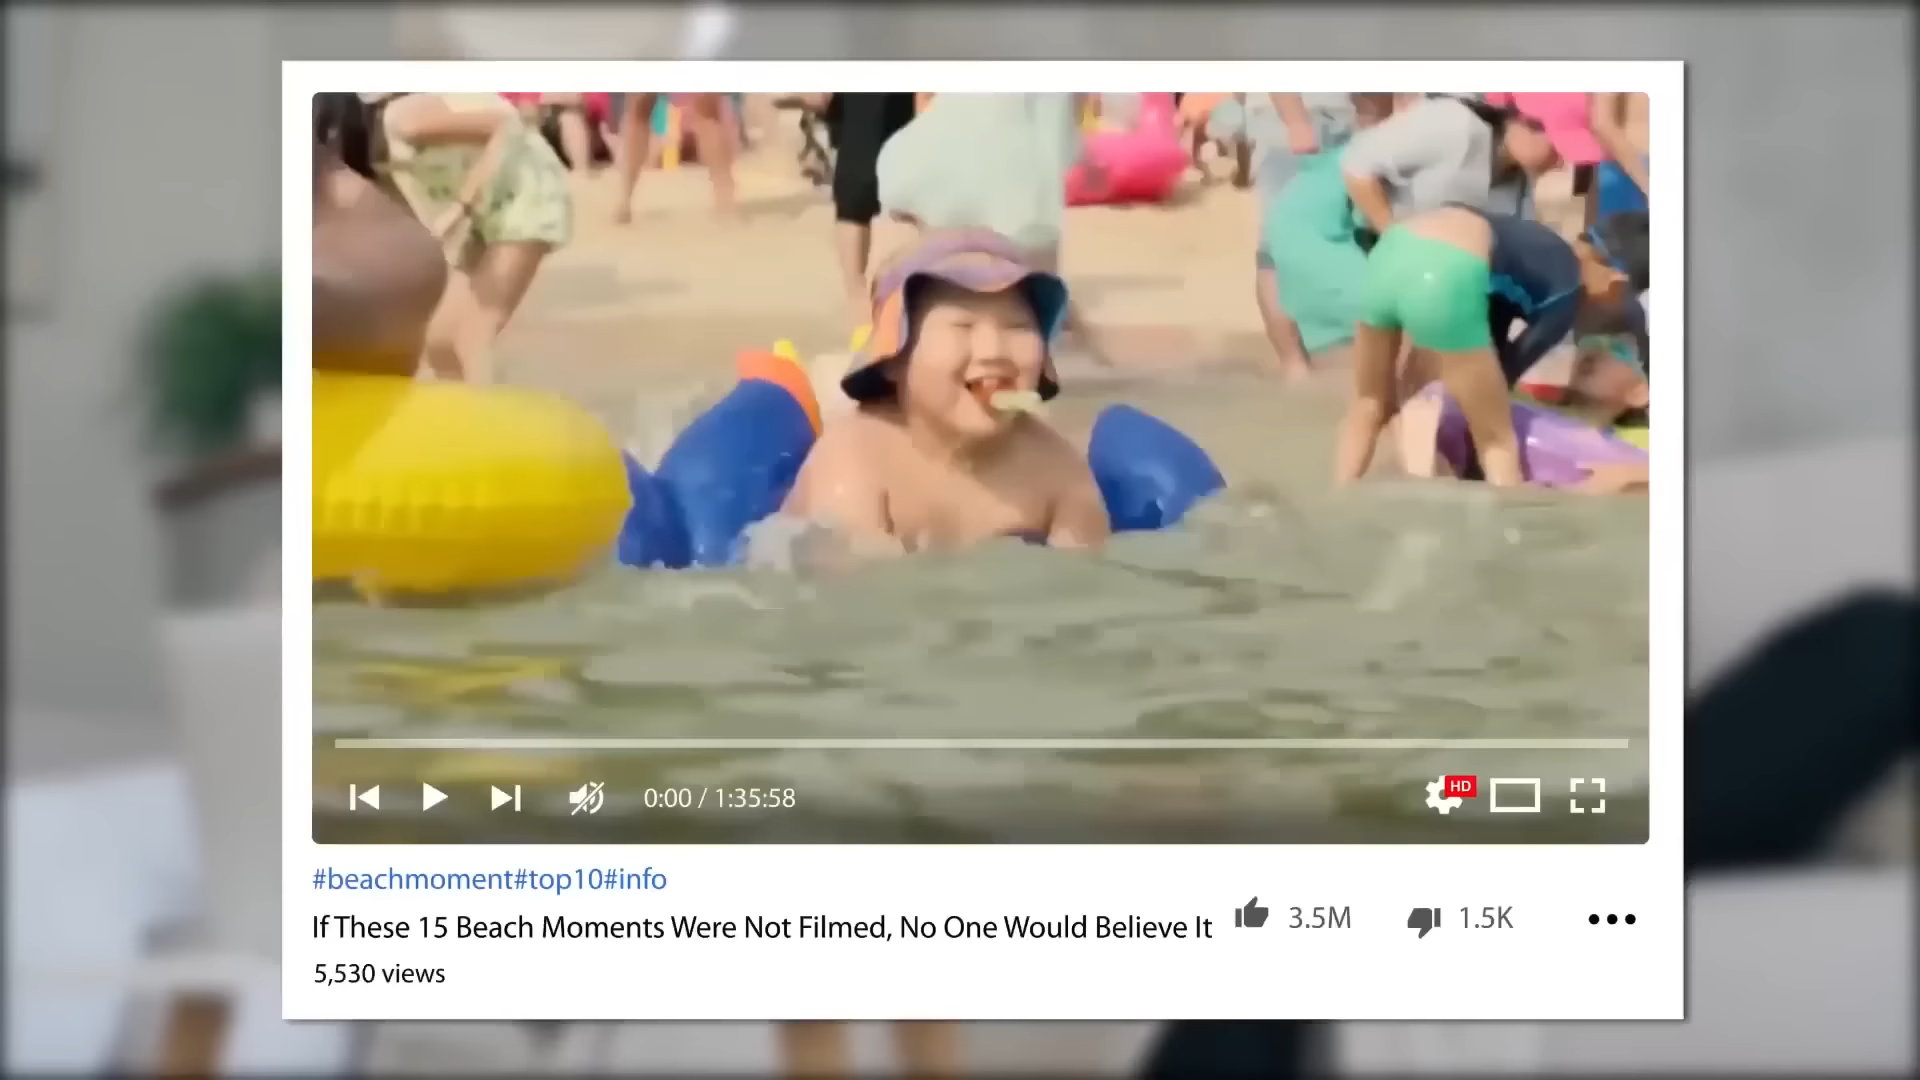 0:00 / 1:35:58
HD
#beachmoment#top10#info
If These 15 Beach Moments Were Not Filmed, No One Would Believe It
3.5M
1.5K
5,530 views